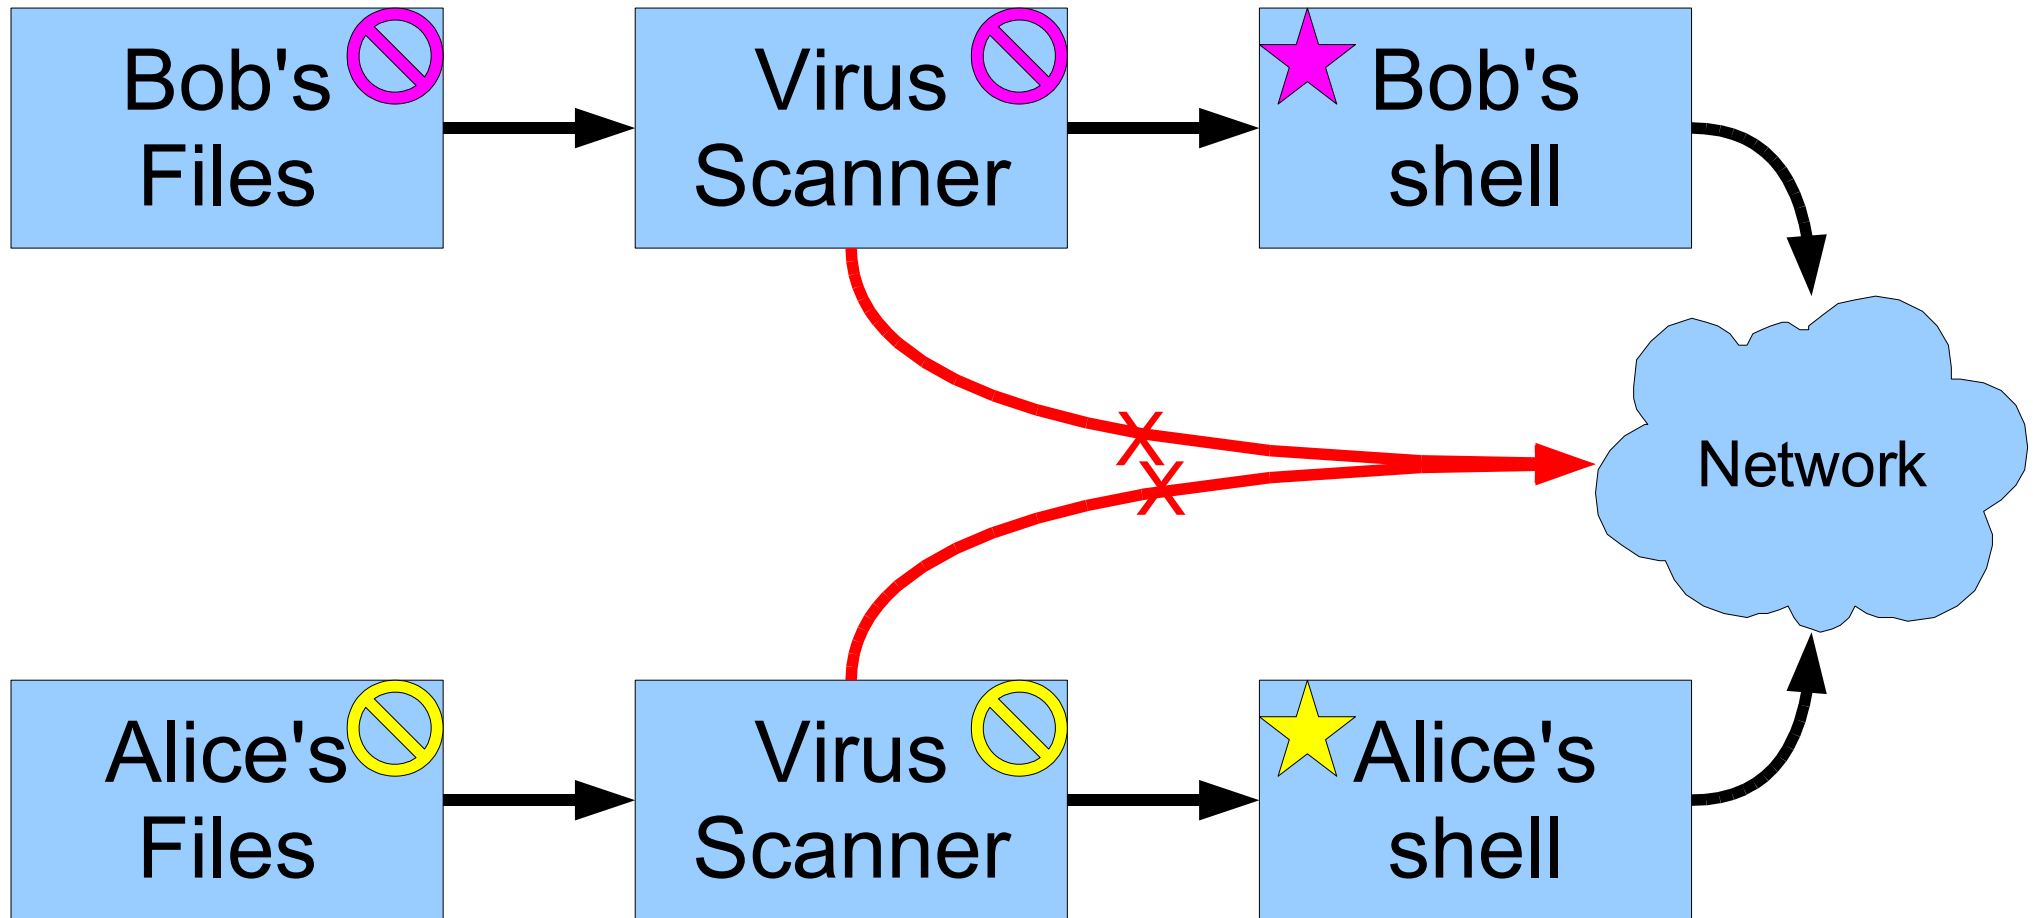 Bob's
Files
Virus
Scanner
Bob's
shell
X
X
Network
Alice's
Files
Virus
Scanner
Alice's
shell